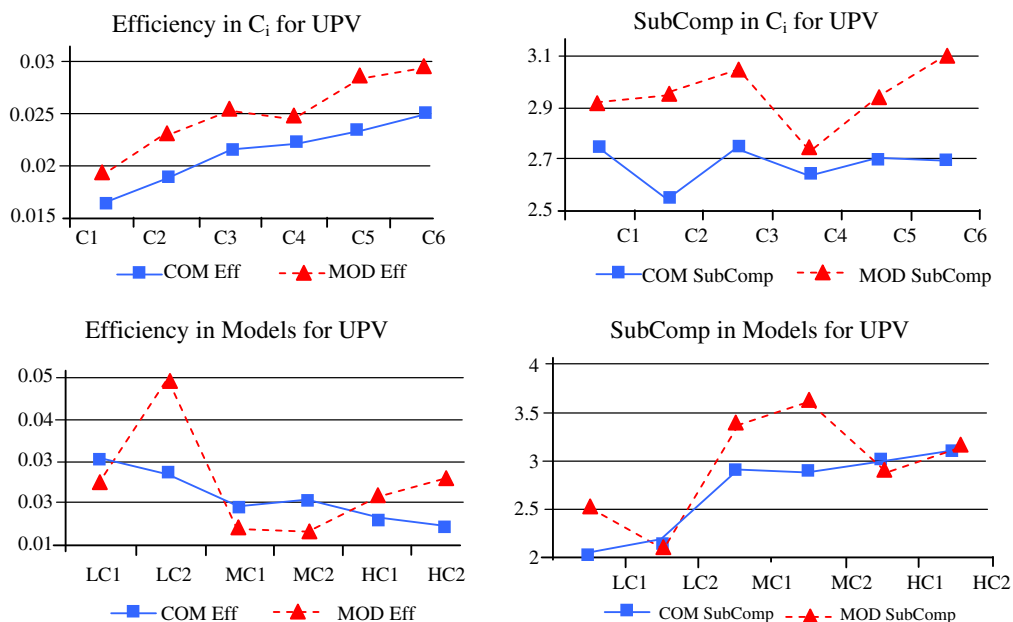 Efficiency in Cᵢ for UPV
0.03
0.025
0.02
0.015
C1 C2 C3 C4 C5 C6
COM Eff MOD Eff
SubComp in Cᵢ for UPV
3.1
2.9
2.7
2.5
C1 C2 C3 C4 C5 C6
COM SubComp MOD SubComp
Efficiency in Models for UPV
0.05
0.04
0.03
0.03
0.01
LC1 LC2 MC1 MC2 HC1 HC2
COM Eff MOD Eff
SubComp in Models for UPV
4
3.5
3
2.5
2
LC1 LC2 MC1 MC2 HC1 HC2
COM SubComp MOD SubComp